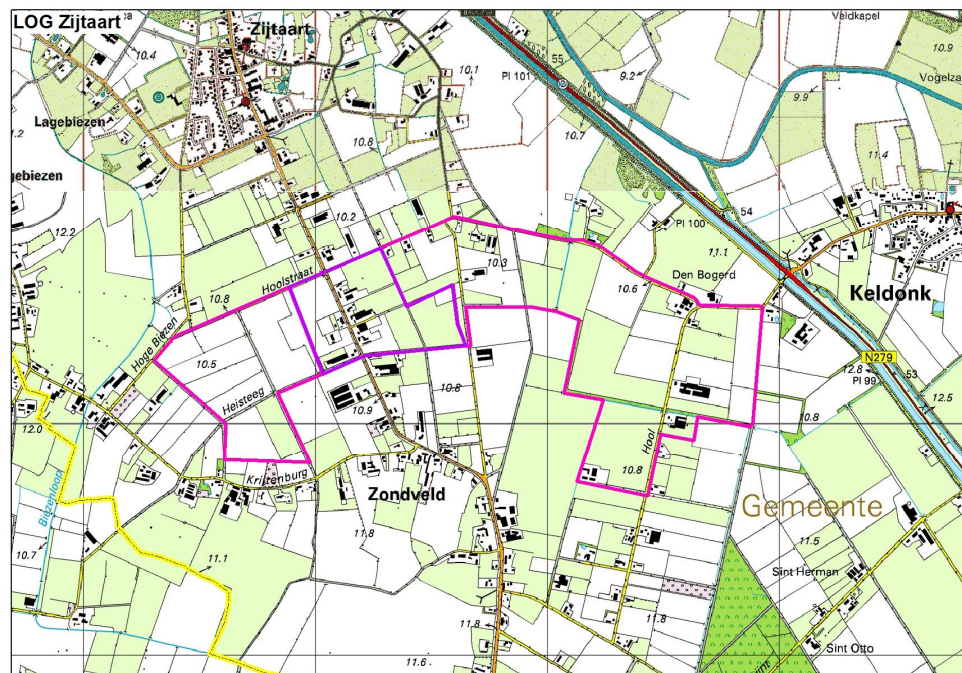 LOG Zijtaart
Zijtaart
Veldkapel
10.4
10.1
9.2
55
Pl 101
10.9
9.9
Vogelza
Lagebiezen
10.7
10.8
11.4
gebiezen
12.2
10.2
54
Pl 100
11.1
10.3
Hoolstraat
Den Bogerd
10.8
10.6
Keldonk
Hoge Biezen
10.5
N279
12.8
Pl 99
53
Heisteeg
10.8
12.5
10.9
12.0
10.8
Hool
Kristenburg
10.8
Zondveld
Biezenloop
Gemeente
11.8
11.5
10.7
11.1
Sint Herman
11.8
11.8
11.8
Sint Otto
11.6